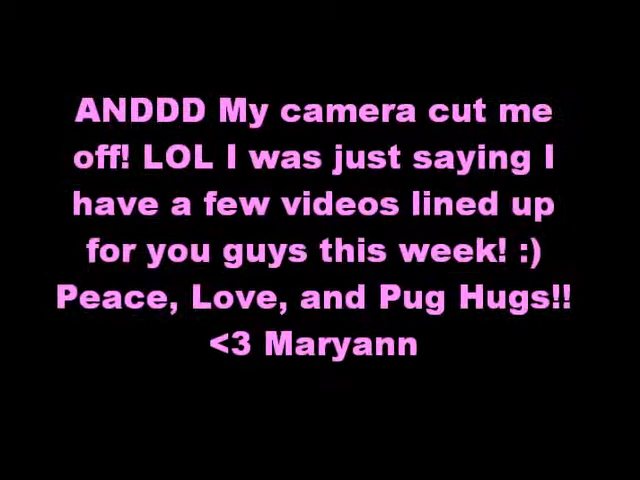 ANDDD My camera cut me
off! LOL I was just saying I
have a few videos lined up
for you guys this week! :)
Peace, Love, and Pug Hugs!!
<3 Maryann